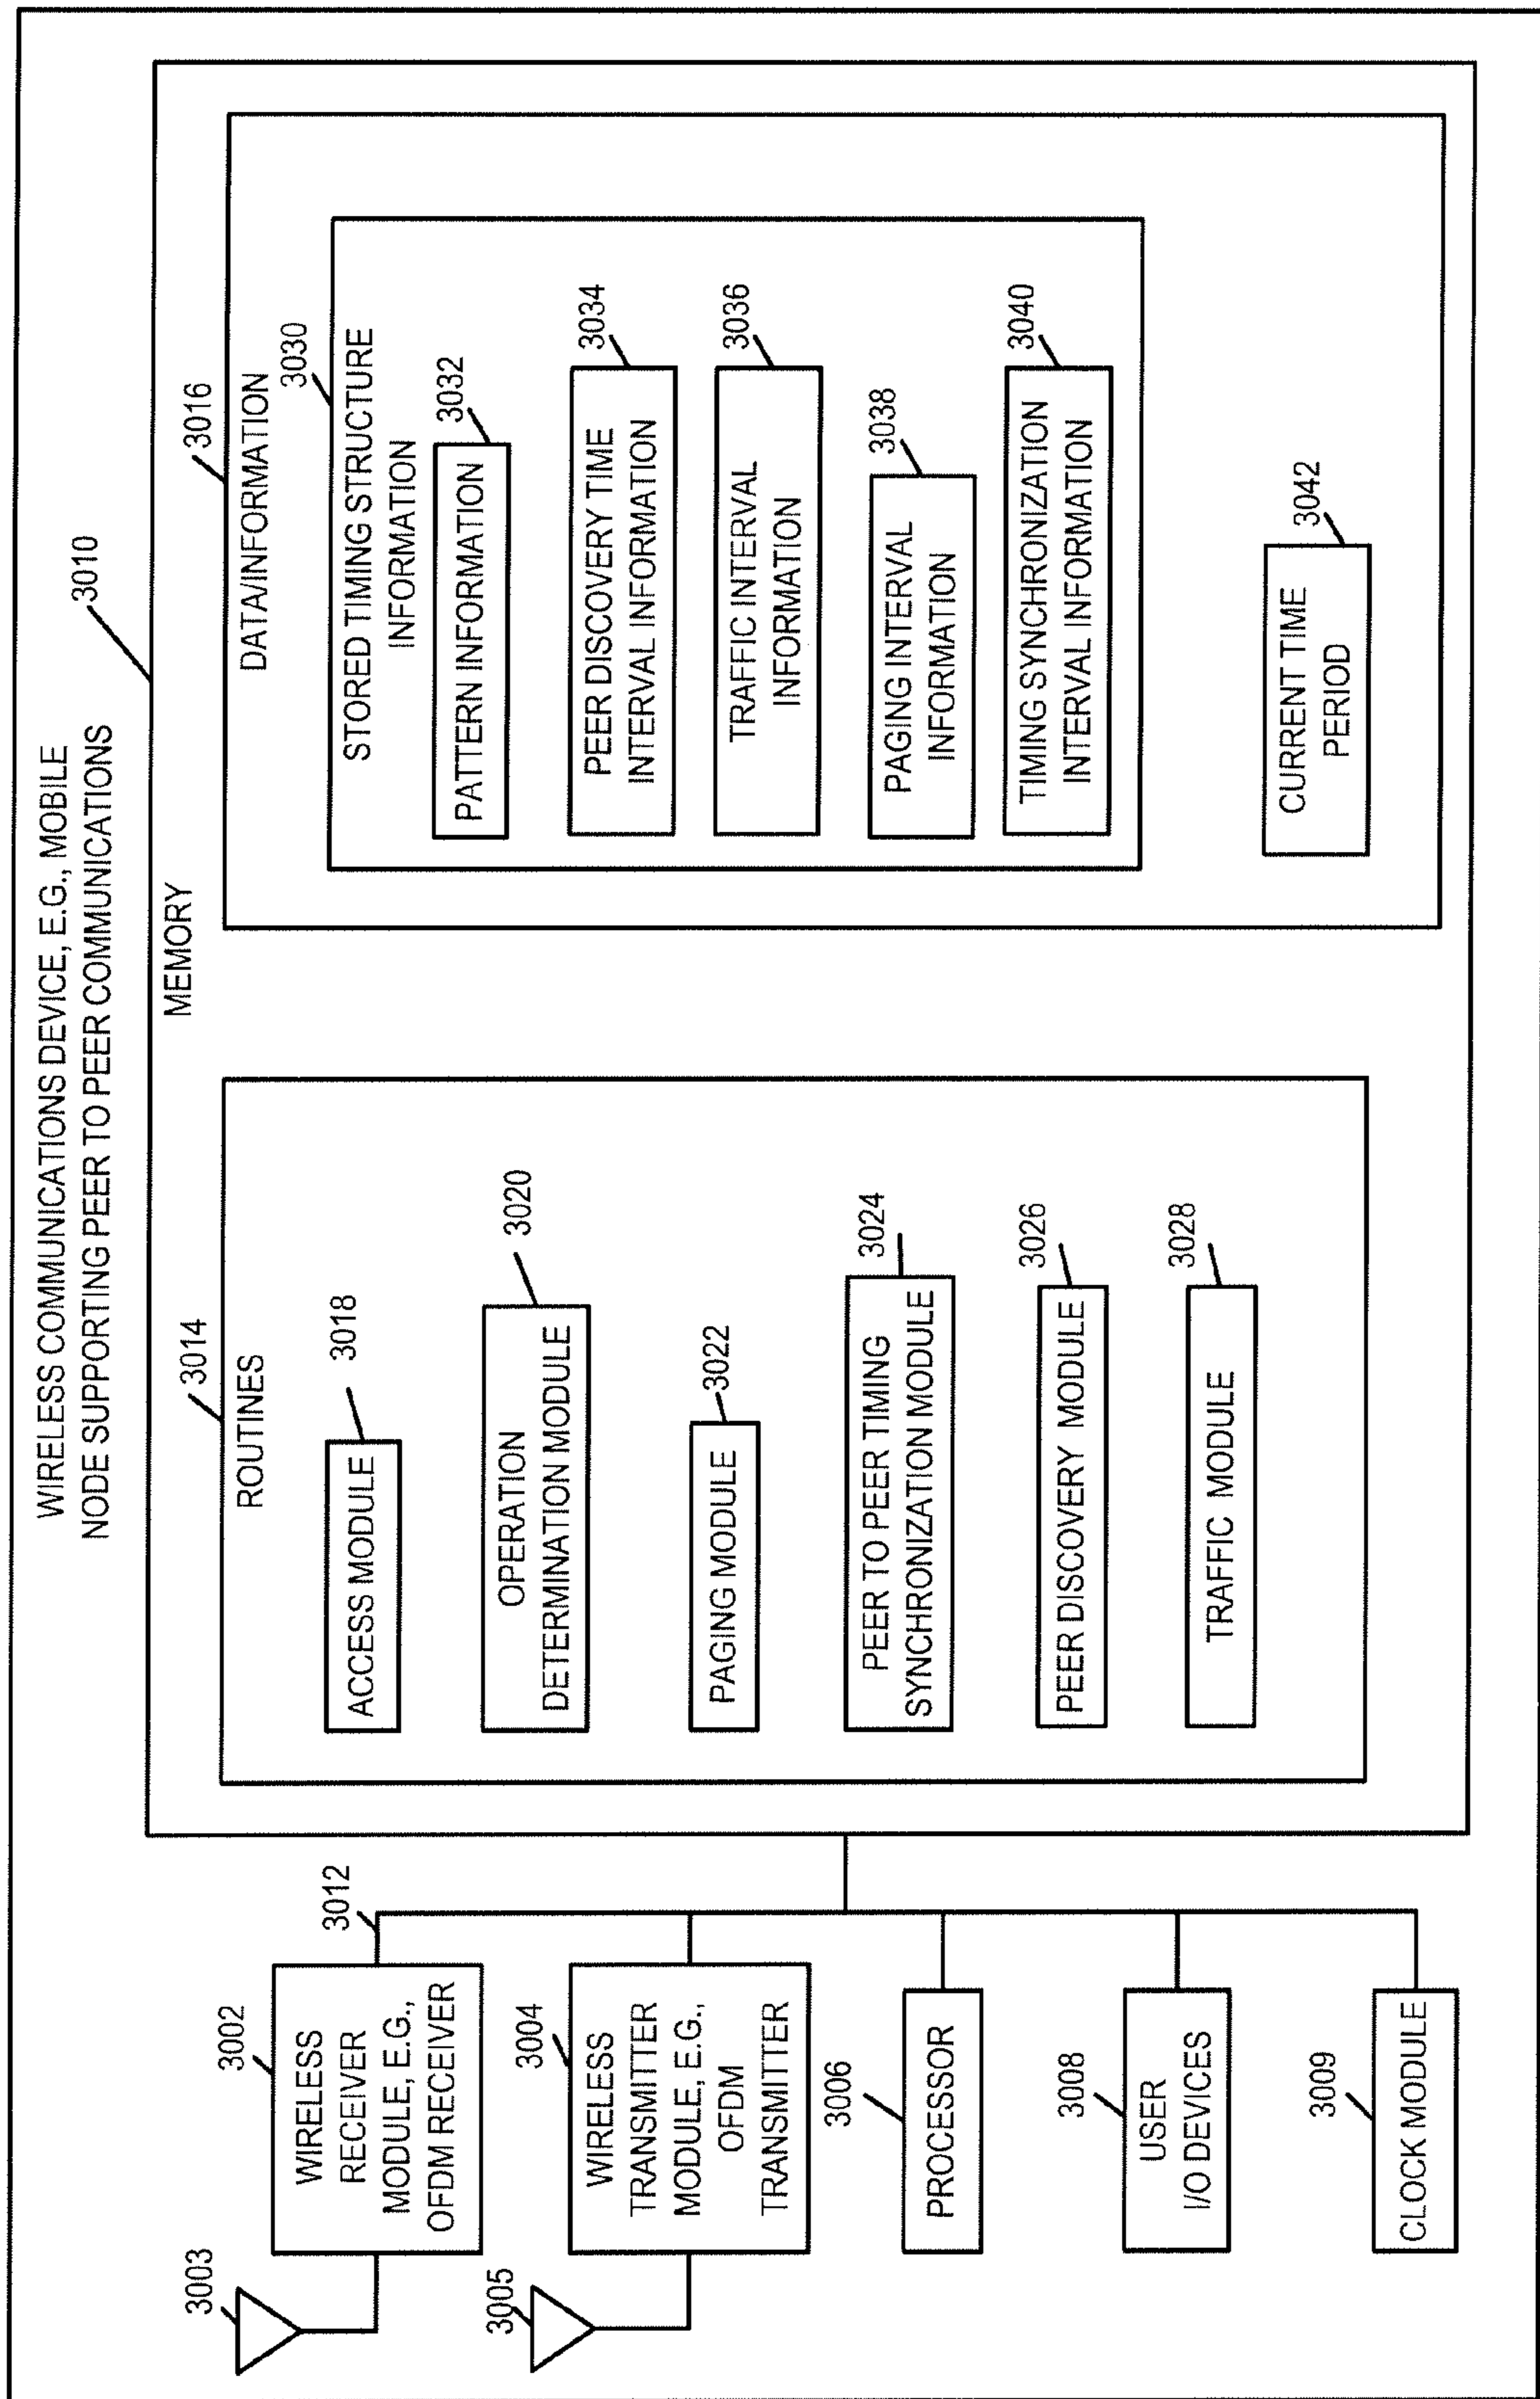 WIRELESS COMMUNICATIONS DEVICE, E.G., MOBILE
NODE SUPPORTING PEER TO PEER COMMUNICATIONS
3003
3002
WIRELESS
RECEIVER
MODULE, E.G.,
OFDM RECEIVER
3012
3005
3004
WIRELESS
TRANSMITTER
MODULE, E.G.,
OFDM
TRANSMITTER
3006
PROCESSOR
3008
USER
I/O DEVICES
3009
CLOCK MODULE
3010
MEMORY
3014
ROUTINES
3018
ACCESS MODULE
3020
OPERATION
DETERMINATION MODULE
3022
PAGING MODULE
3024
PEER TO PEER TIMING
SYNCHRONIZATION MODULE
3026
PEER DISCOVERY MODULE
3028
TRAFFIC MODULE
3016
DATA/INFORMATION
3030
STORED TIMING STRUCTURE
INFORMATION
3032
PATTERN INFORMATION
3034
PEER DISCOVERY TIME
INTERVAL INFORMATION
3036
TRAFFIC INTERVAL
INFORMATION
3038
PAGING INTERVAL
INFORMATION
3040
TIMING SYNCHRONIZATION
INTERVAL INFORMATION
3042
CURRENT TIME
PERIOD